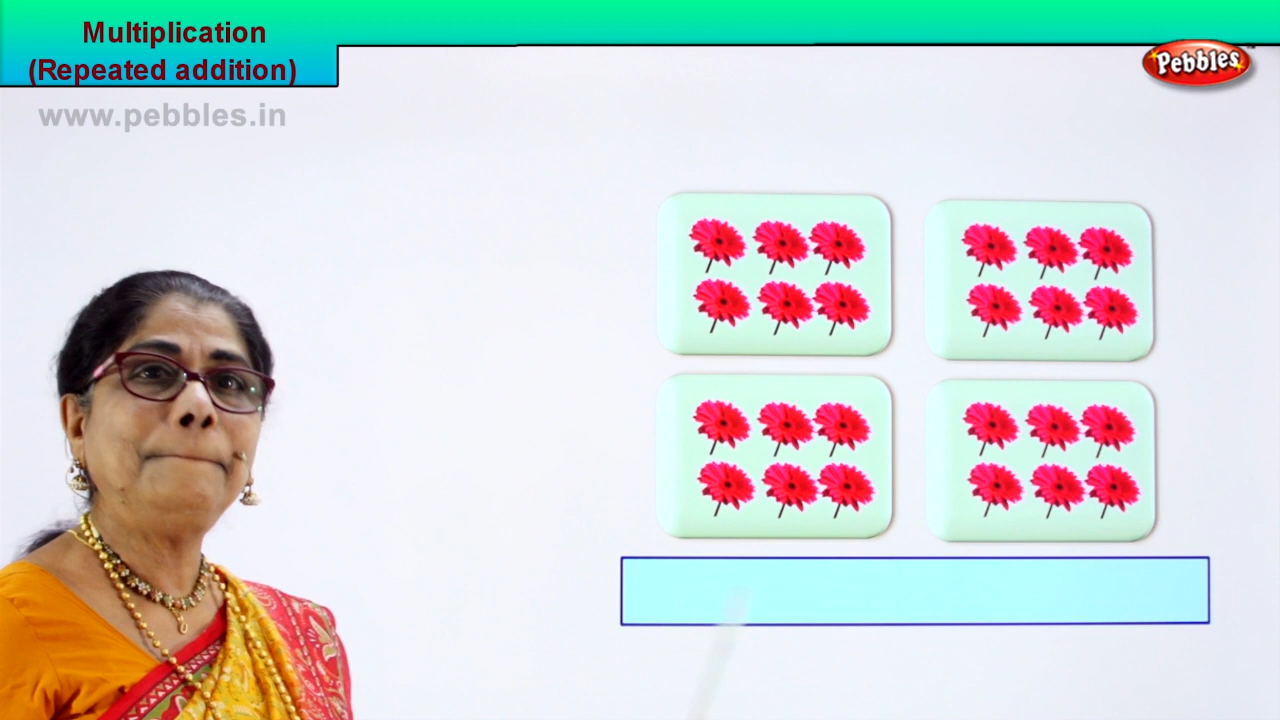 Multiplication
(Repeated addition)
Pebbles
www.pebbles.in